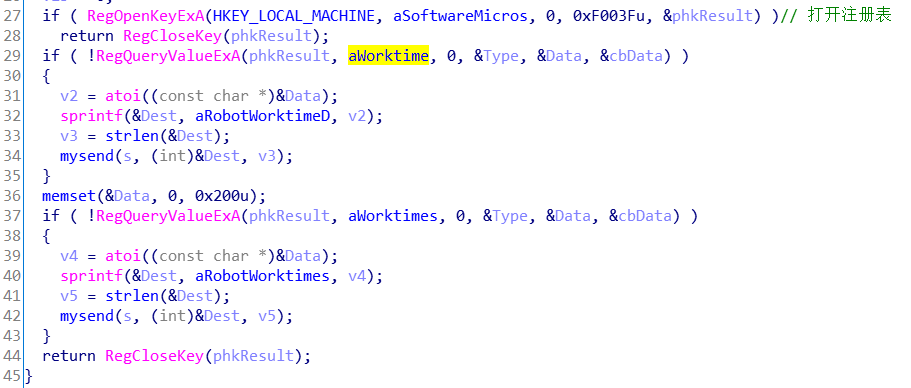 27 if ( RegOpenKeyExA(HKEY_LOCAL_MACHINE, aSoftwareMicros, 0, 0xF003Fu, &phkResult) )// 打开注册表
28 return RegCloseKey(phkResult);
29 if ( !RegQueryValueExA(phkResult, aWorktime, 0, &Type, &Data, &cbData) )
30 {
31 v2 = atoi((const char *)&Data);
32 sprintf(&Dest, aRobotWorktimeD, v2);
33 v3 = strlen(&Dest);
34 mysend(s, (int)&Dest, v3);
35 }
36 memset(&Data, 0, 0x200u);
37 if ( !RegQueryValueExA(phkResult, aWorktimes, 0, &Type, &Data, &cbData) )
38 {
39 v4 = atoi((const char *)&Data);
40 sprintf(&Dest, aRobotWorktimes, v4);
41 v5 = strlen(&Dest);
42 mysend(s, (int)&Dest, v5);
43 }
44 return RegCloseKey(phkResult);
45 }